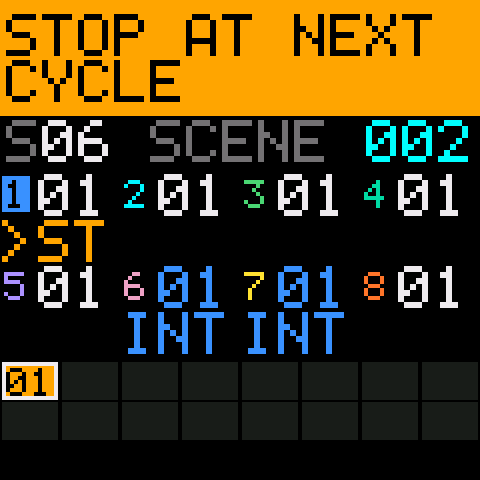 STOP AT NEXT
CYCLE
S06 SCENE 002
1 01 2 01 3 01 4 01
>ST
5 01 6 01 7 01 8 01
INT INT
01